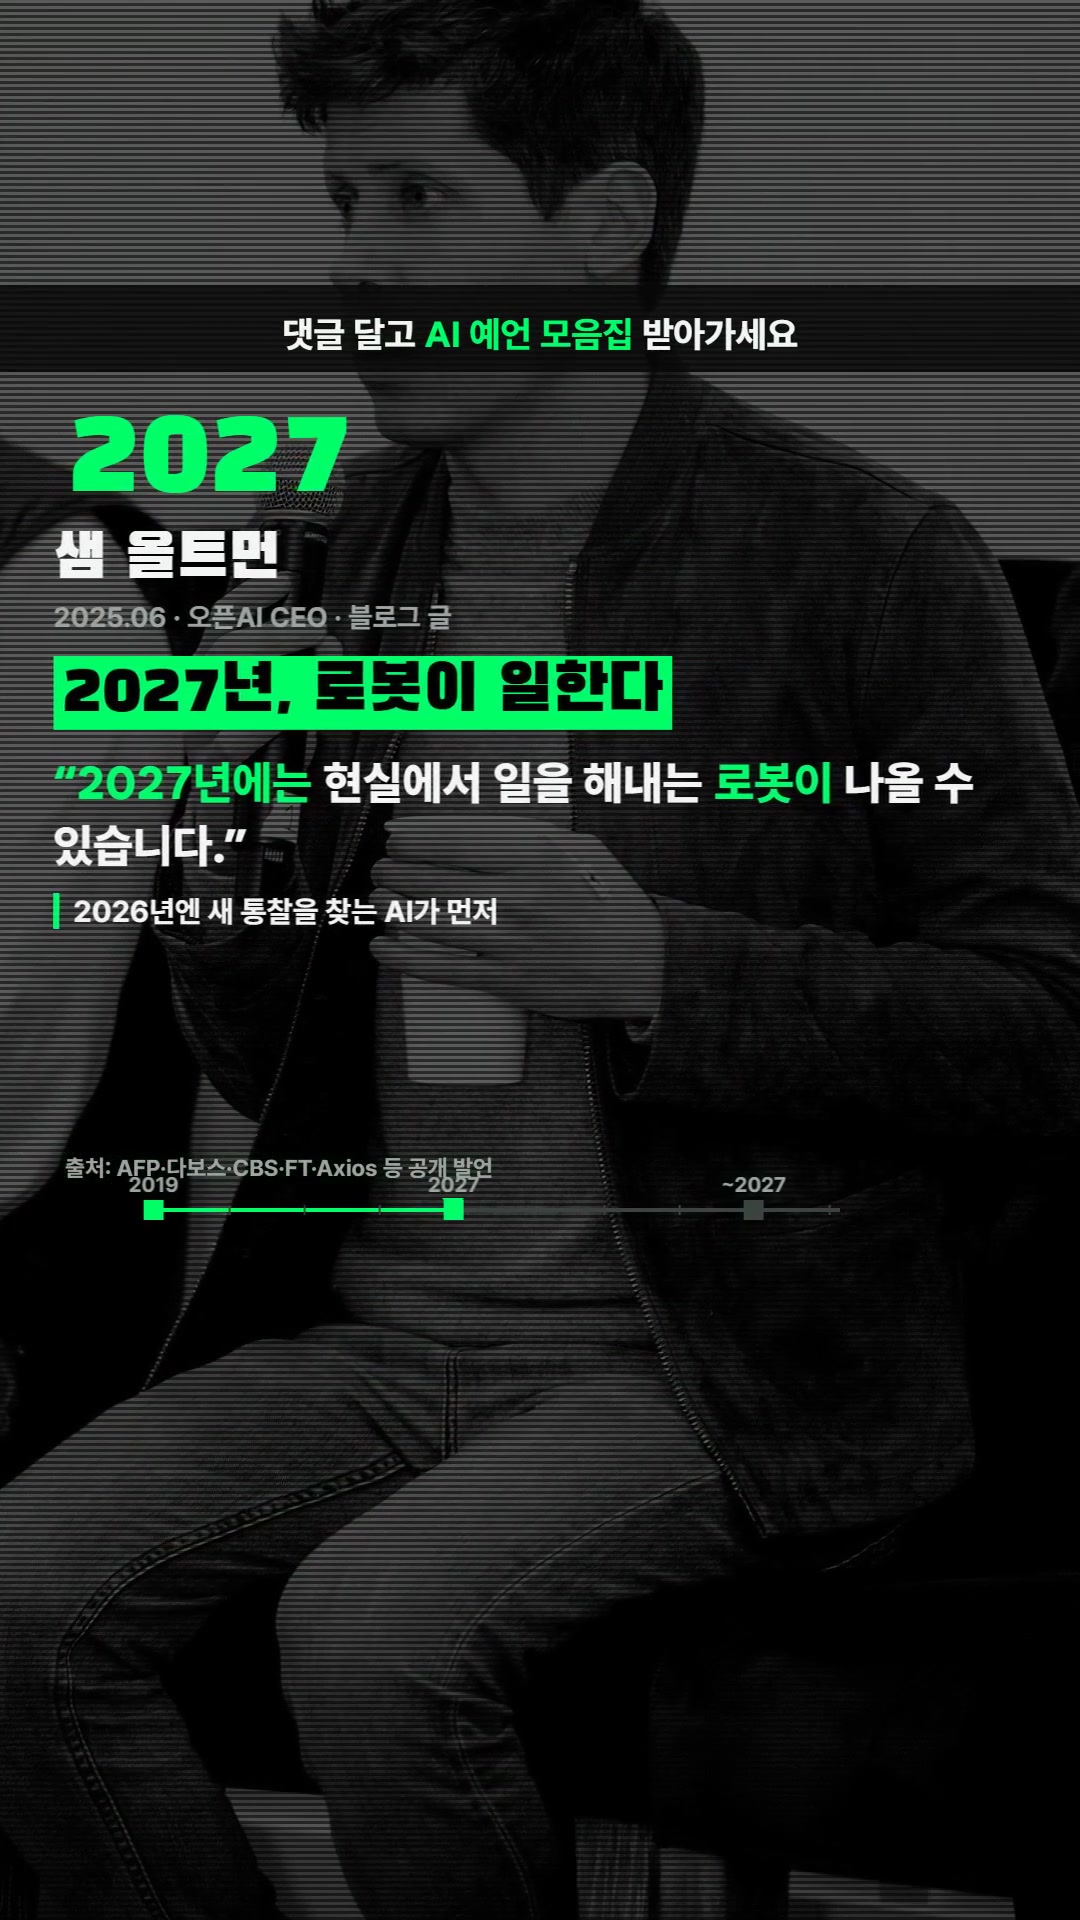 댓글 달고 AI 예언 모음집 받아가세요
2027
샘 올트먼
2025.06 · 오픈AI CEO · 블로그 글
2027년, 로봇이 일한다
“2027년에는 현실에서 일을 해내는 로봇이 나올 수
있습니다.”
2026년엔 새 통찰을 찾는 AI가 먼저
출처: AFP·다보스·CBS·FT·Axios 등 공개 발언
2019 2027 ~2027